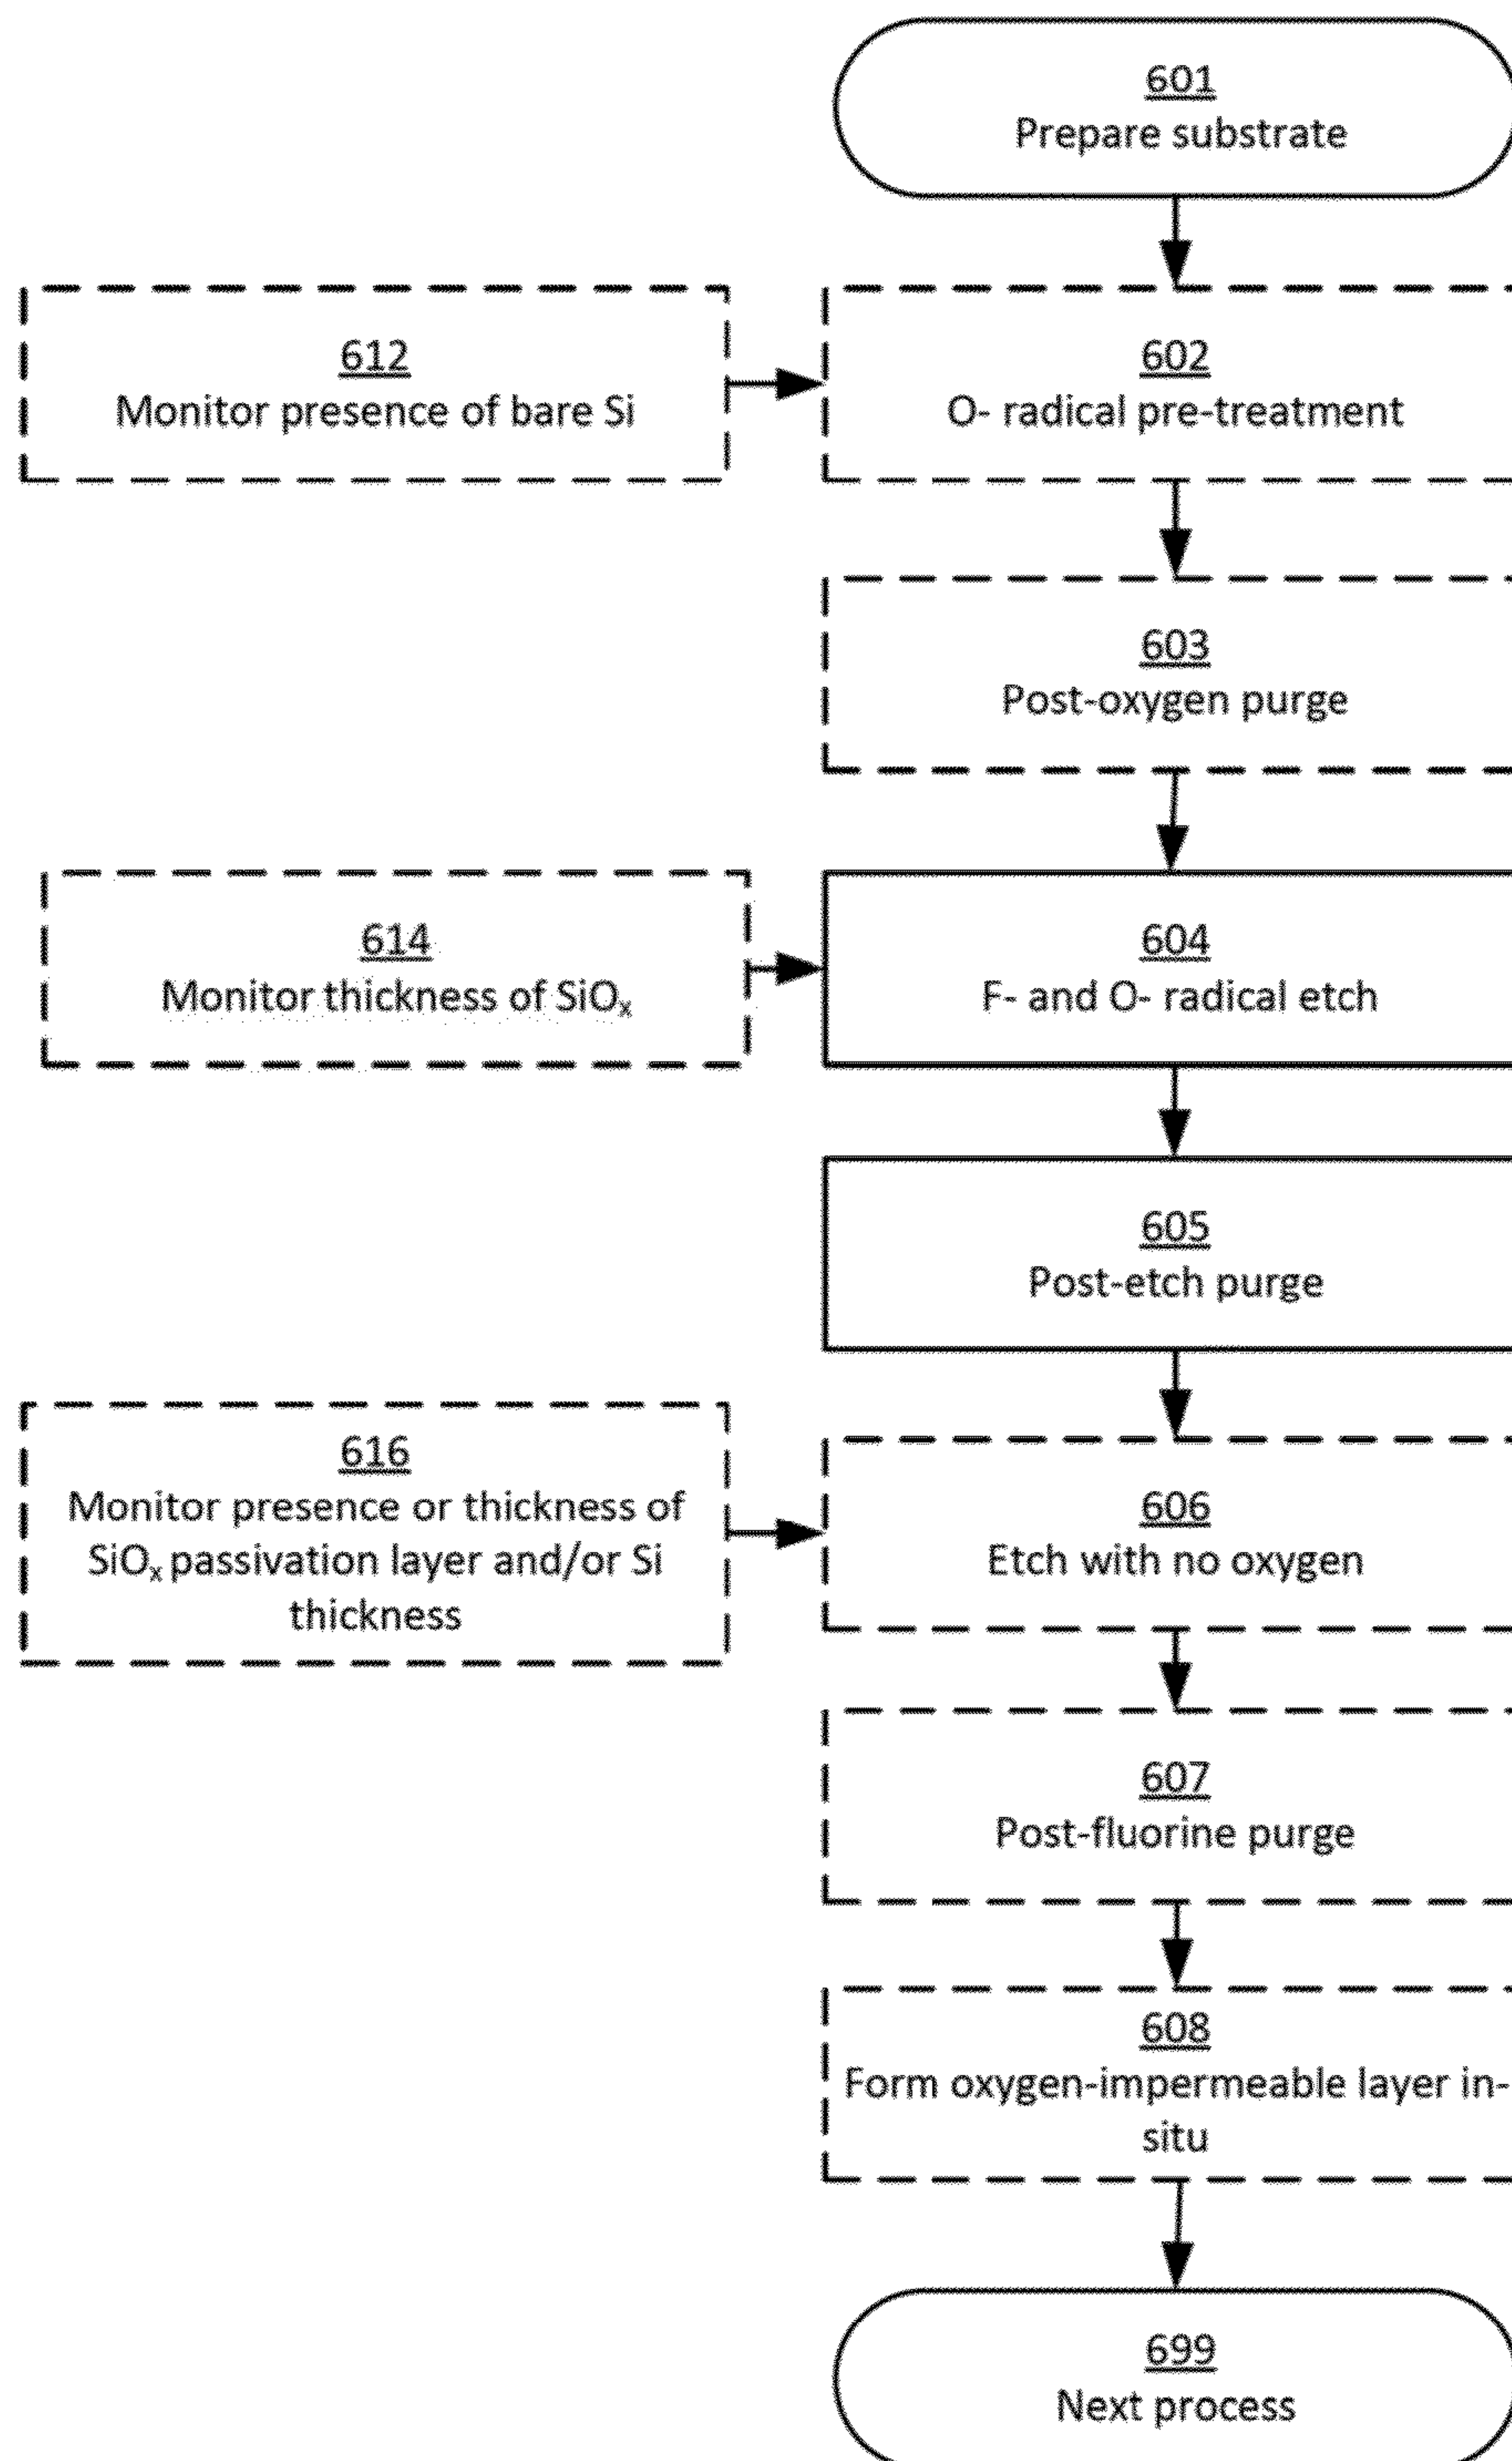 601
Prepare substrate
612
Monitor presence of bare Si
602
O- radical pre-treatment
603
Post-oxygen purge
614
Monitor thickness of SiOₓ
604
F- and O- radical etch
605
Post-etch purge
616
Monitor presence or thickness of
SiOₓ passivation layer and/or Si
thickness
606
Etch with no oxygen
607
Post-fluorine purge
608
Form oxygen-impermeable layer in-
situ
699
Next process